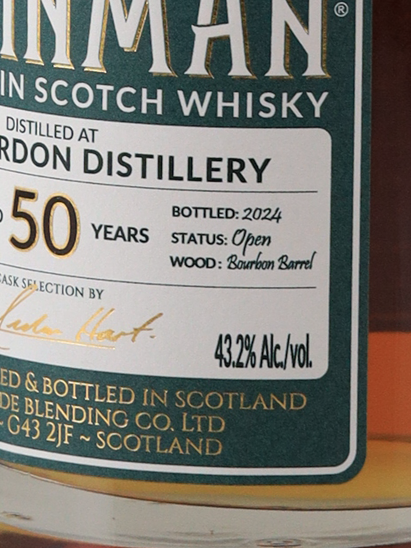 INMAN®
IN SCOTCH WHISKY
DISTILLED AT
RDON DISTILLERY
50 YEARS
BOTTLED: 2024
STATUS: Open
WOOD: Bourbon Barrel
CASK SELECTION BY
43.2% Alc./vol.
ED & BOTTLED IN SCOTLAND
DE BLENDING CO. LTD
~ G43 2JF ~ SCOTLAND